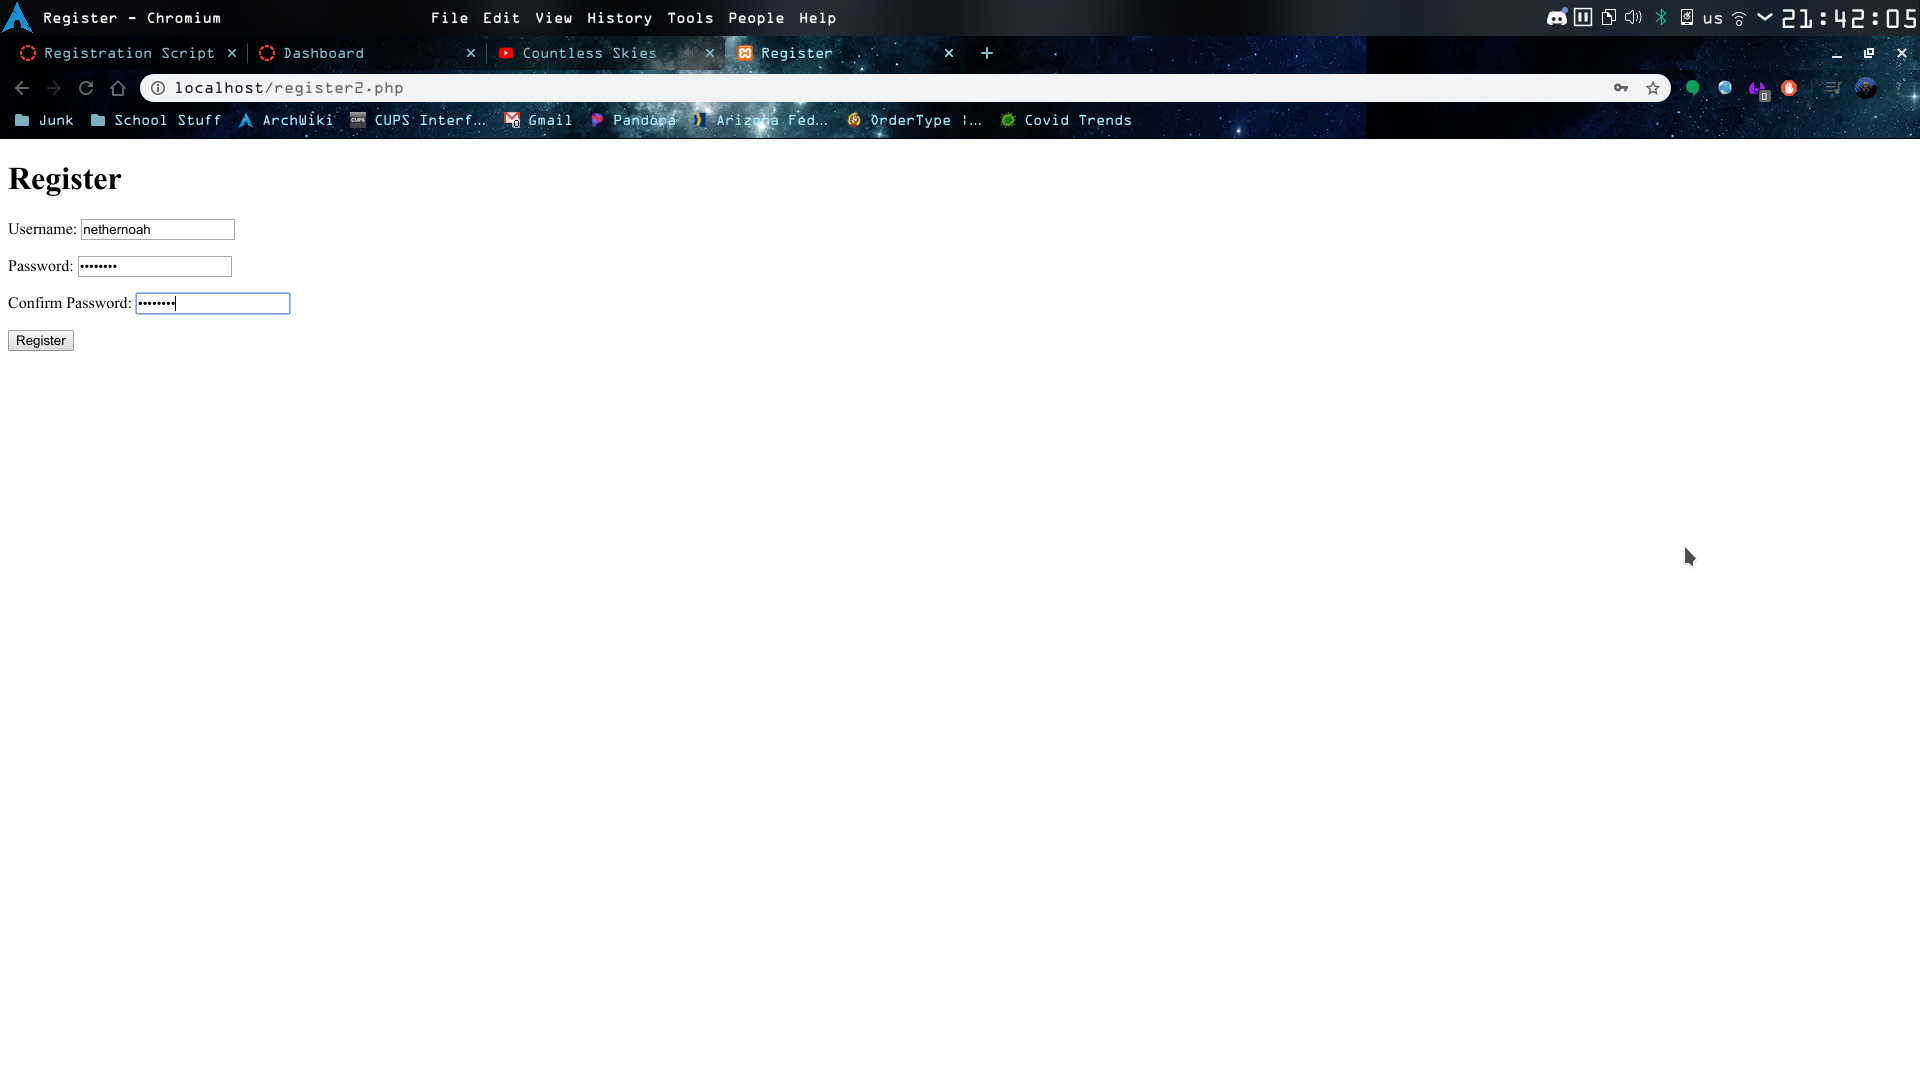 Register - Chromium File Edit View History Tools People Help us 21:42:05
Registration Script Dashboard Countless Skies Register
localhost/register2.php
Junk School Stuff ArchWiki CUPS Interf... Gmail Pandora Arizona Fed... OrderType |... Covid Trends
Register
Username: nethernoah
Password: ••••••••
Confirm Password: ••••••••
Register